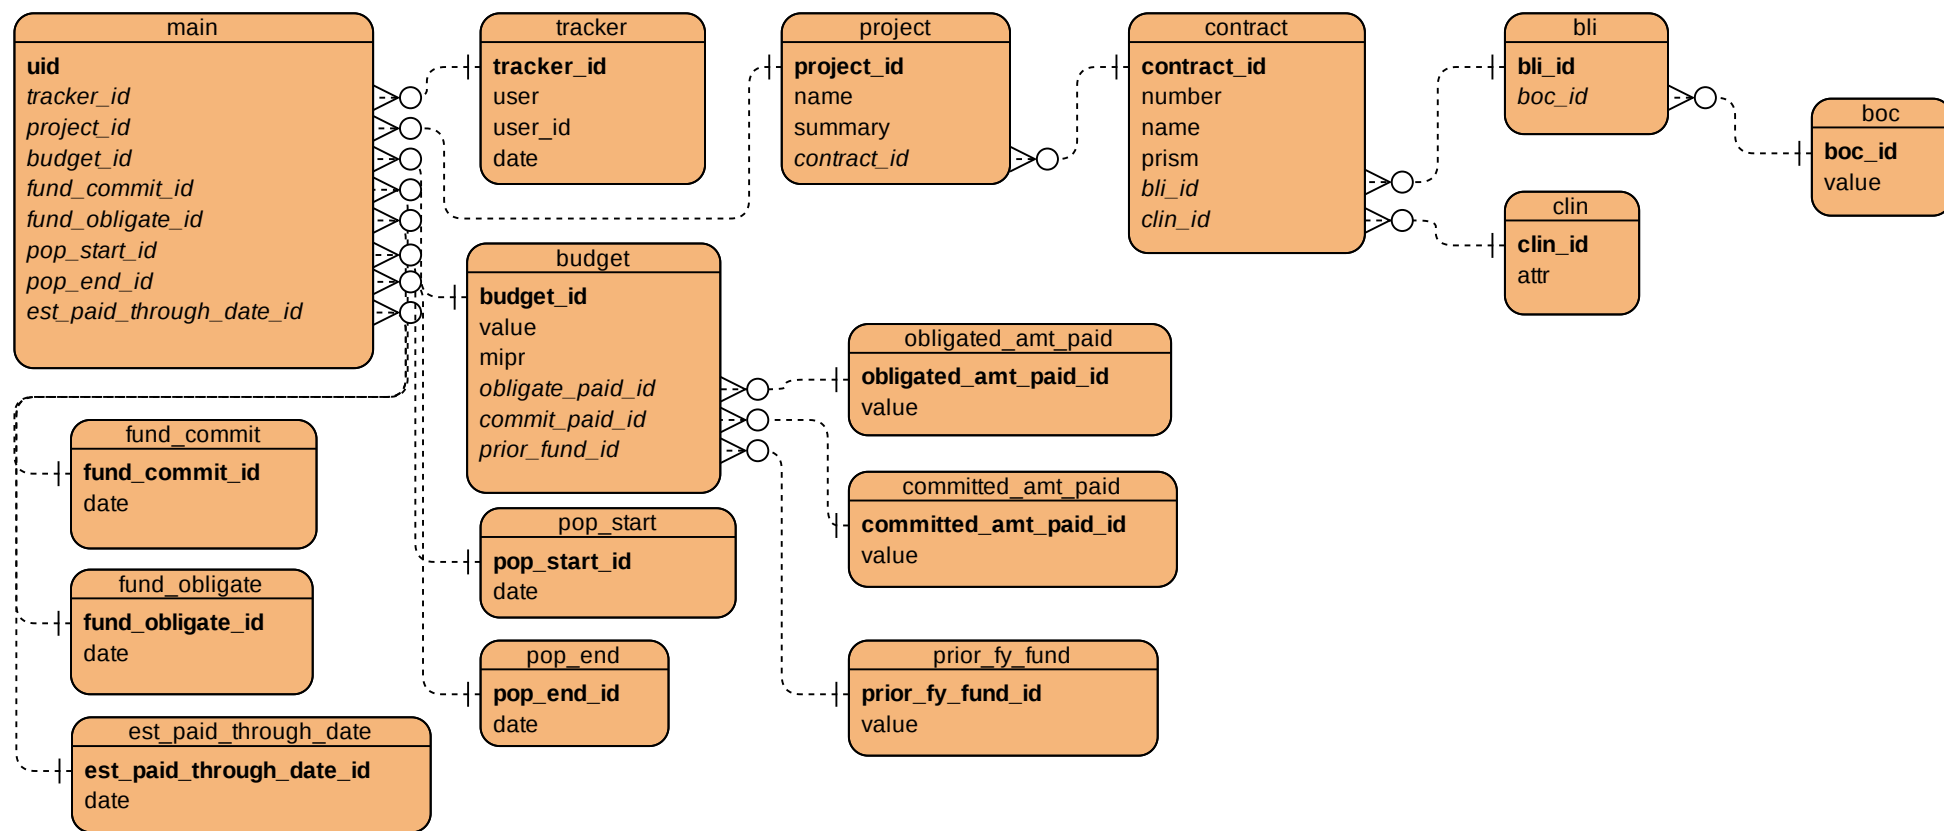 main
uid
tracker_id
project_id
budget_id
fund_commit_id
fund_obligate_id
pop_start_id
pop_end_id
est_paid_through_date_id
tracker
tracker_id
user
user_id
date
project
project_id
name
summary
contract_id
contract
contract_id
number
name
prism
bli_id
clin_id
bli
bli_id
boc_id
boc
boc_id
value
clin
clin_id
attr
budget
budget_id
value
mipr
obligate_paid_id
commit_paid_id
prior_fund_id
obligated_amt_paid
obligated_amt_paid_id
value
committed_amt_paid
committed_amt_paid_id
value
prior_fy_fund
prior_fy_fund_id
value
fund_commit
fund_commit_id
date
fund_obligate
fund_obligate_id
date
est_paid_through_date
est_paid_through_date_id
date
pop_start
pop_start_id
date
pop_end
pop_end_id
date